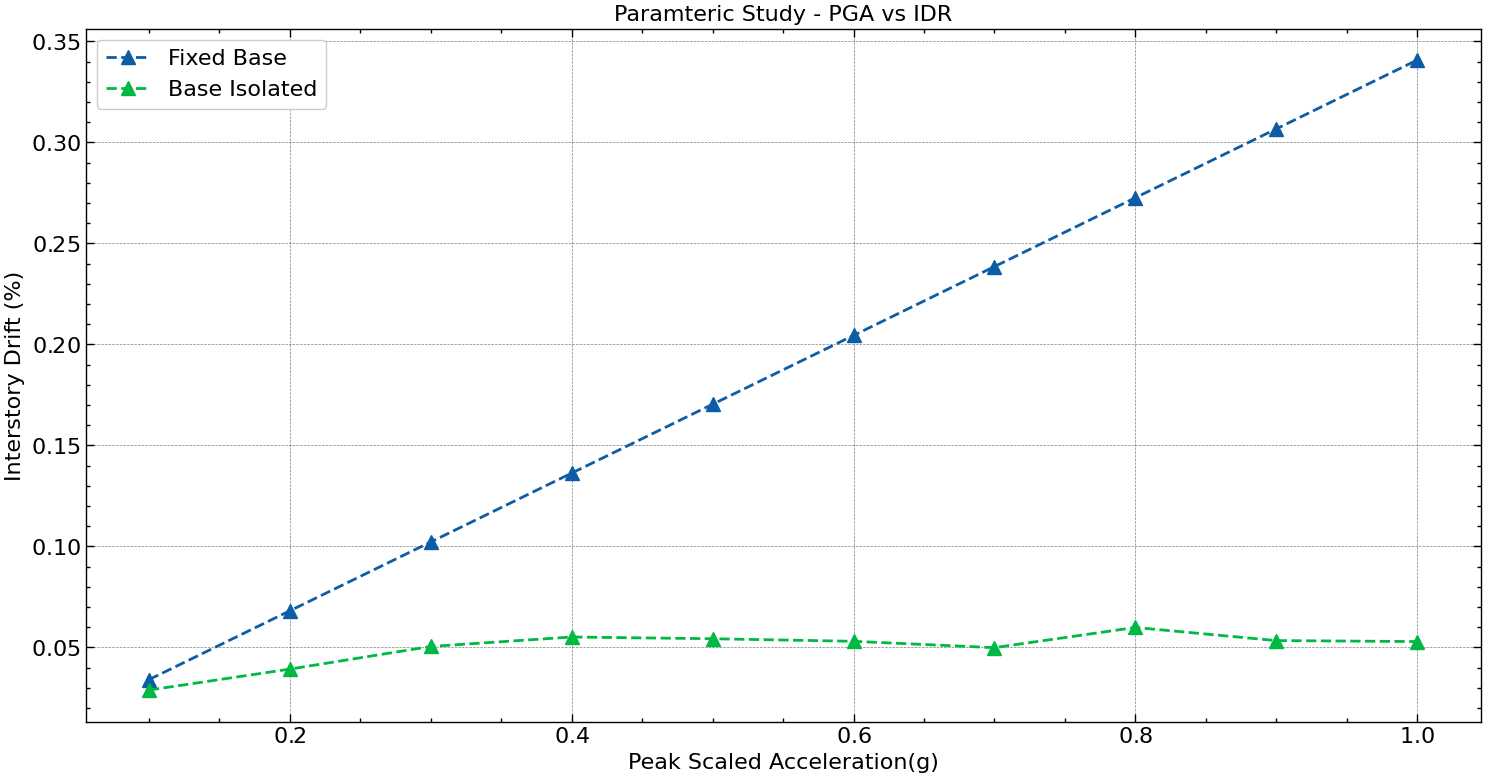 Paramteric Study - PGA vs IDR
Fixed Base
Base Isolated
Interstory Drift (%)
0.35
0.30
0.25
0.20
0.15
0.10
0.05
0.2 0.4 0.6 0.8 1.0
Peak Scaled Acceleration(g)